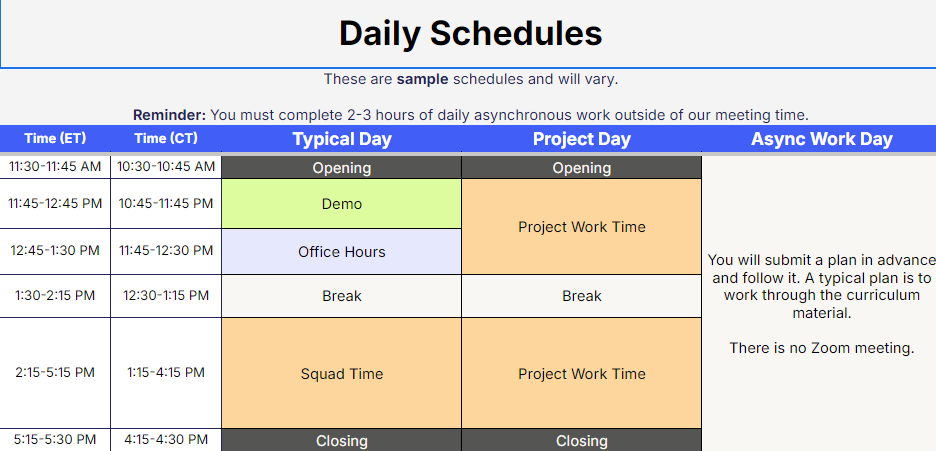 Daily Schedules
These are sample schedules and will vary.
Reminder: You must complete 2-3 hours of daily asynchronous work outside of our meeting time.
Time (ET) Time (CT) Typical Day Project Day Async Work Day
11:30-11:45 AM 10:30-10:45 AM Opening Opening
11:45-12:45 PM 10:45-11:45 PM Demo
Project Work Time
12:45-1:30 PM 11:45-12:30 PM Office Hours
You will submit a plan in advance
and follow it. A typical plan is to
work through the curriculum
material.
There is no Zoom meeting.
1:30-2:15 PM 12:30-1:15 PM Break Break
2:15-5:15 PM 1:15-4:15 PM Squad Time Project Work Time
5:15-5:30 PM 4:15-4:30 PM Closing Closing